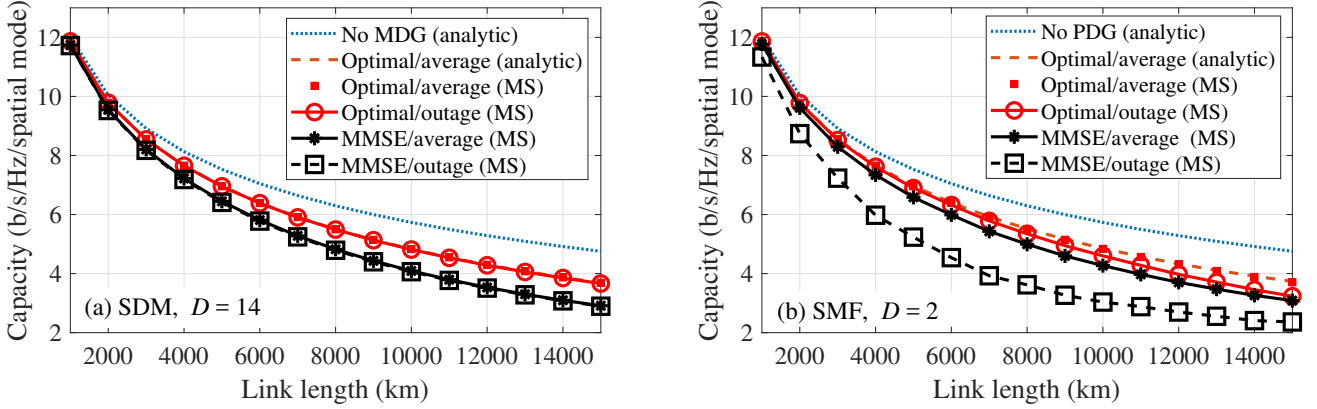 Capacity (b/s/Hz/spatial mode)
12
10
8
6
4
2
No MDG (analytic)
Optimal/average (analytic)
Optimal/average (MS)
Optimal/outage (MS)
MMSE/average (MS)
MMSE/outage (MS)
(a) SDM, D = 14
2000 4000 6000 8000 10000 12000 14000
Link length (km)
Capacity (b/s/Hz/spatial mode)
12
10
8
6
4
2
No PDG (analytic)
Optimal/average (analytic)
Optimal/average (MS)
Optimal/outage (MS)
MMSE/average (MS)
MMSE/outage (MS)
(b) SMF, D = 2
2000 4000 6000 8000 10000 12000 14000
Link length (km)